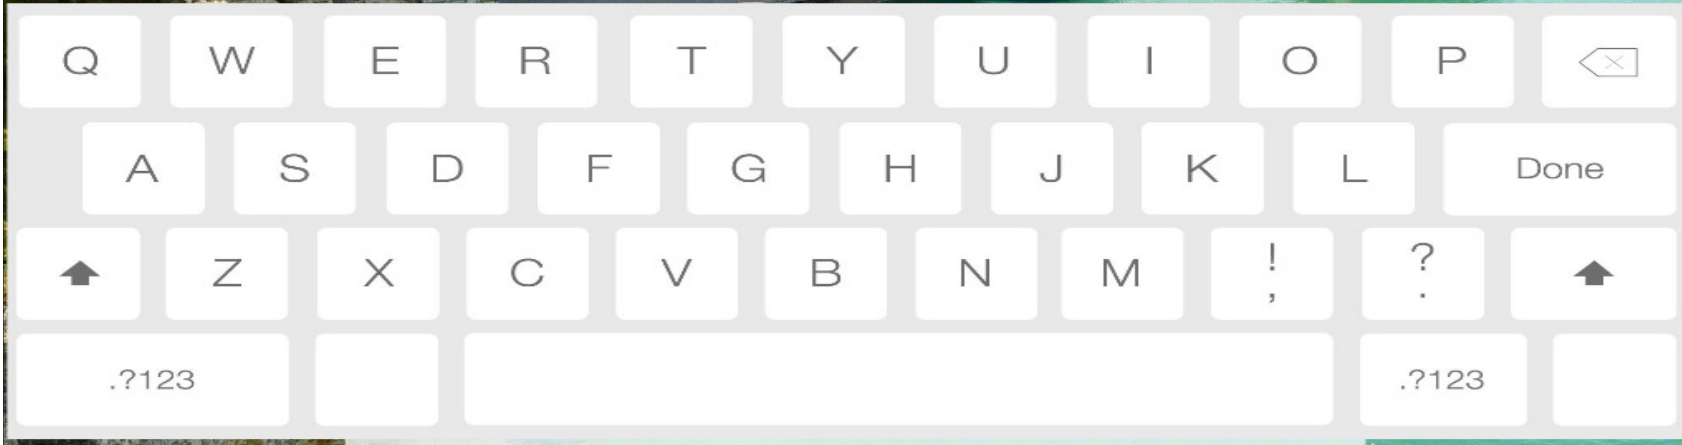 Q W E R T Y U I O P
A S D F G H J K L Done
Z X C V B N M ! , ? .
.?123 .?123